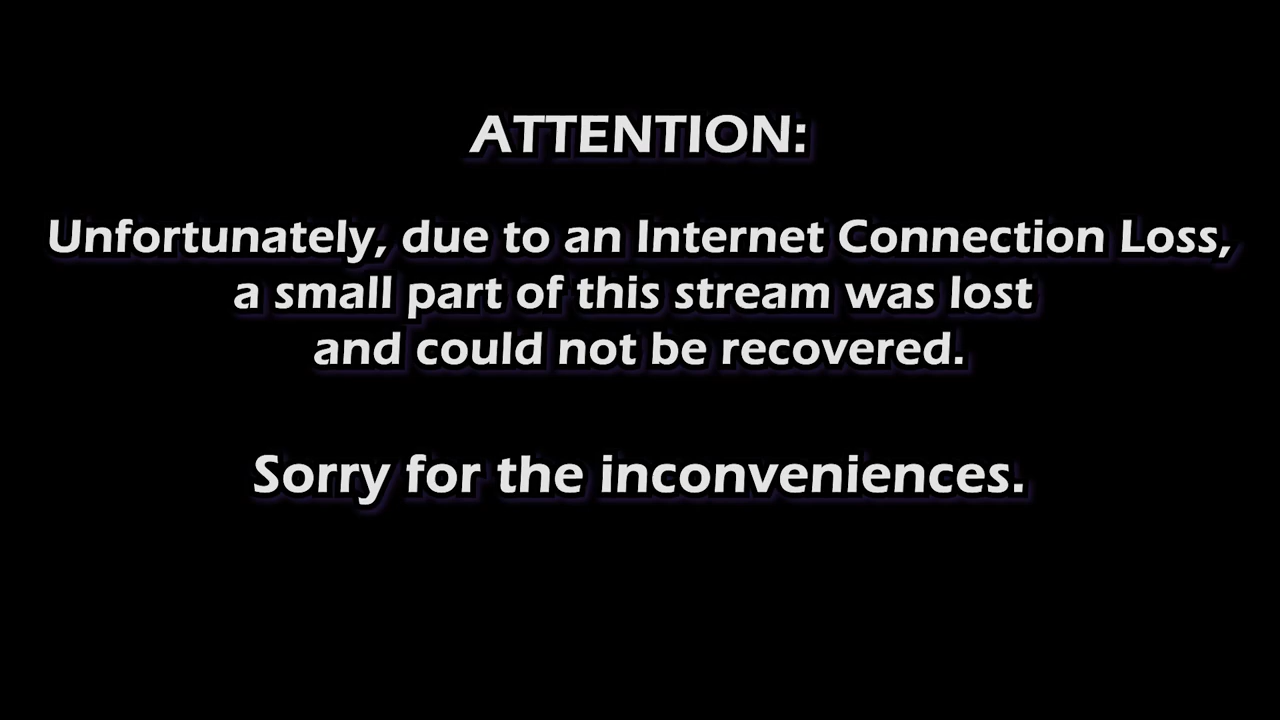 ATTENTION:
Unfortunately, due to an Internet Connection Loss,
a small part of this stream was lost
and could not be recovered.
Sorry for the inconveniences.